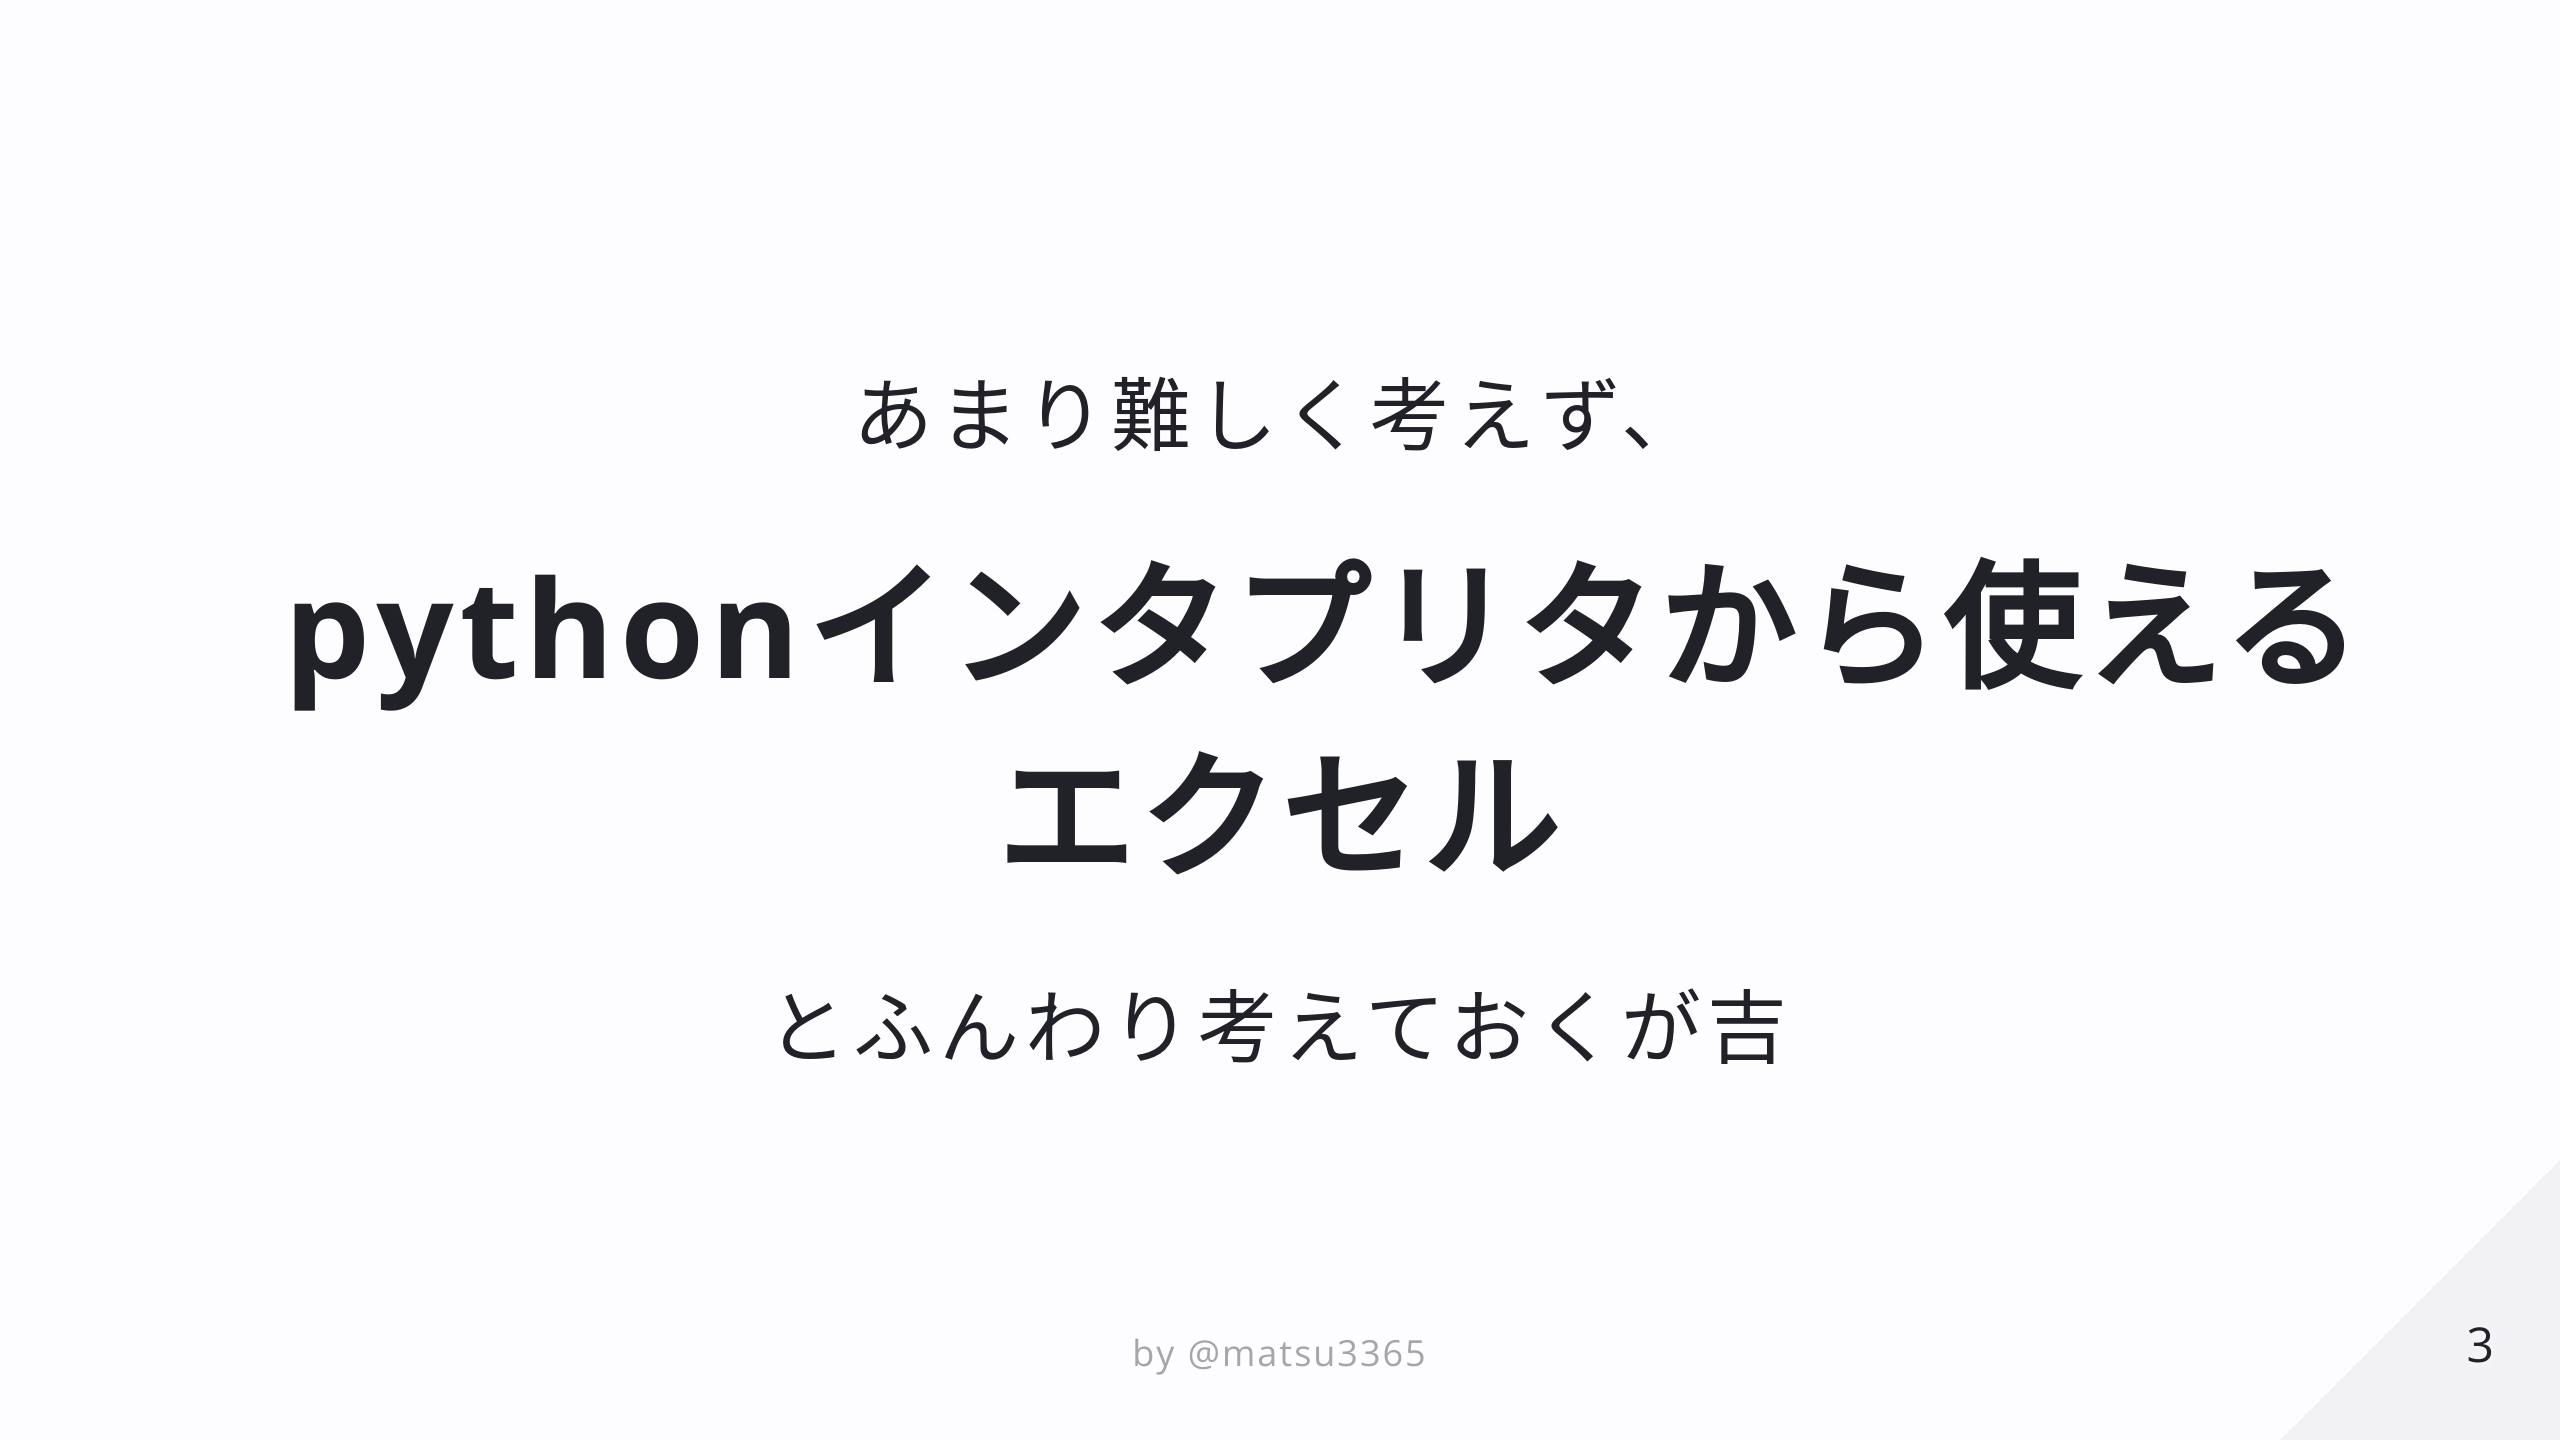 あまり難しく考えず、
pythonインタプリタから使える
エクセル
とふんわり考えておくが吉
by @matsu3365
3